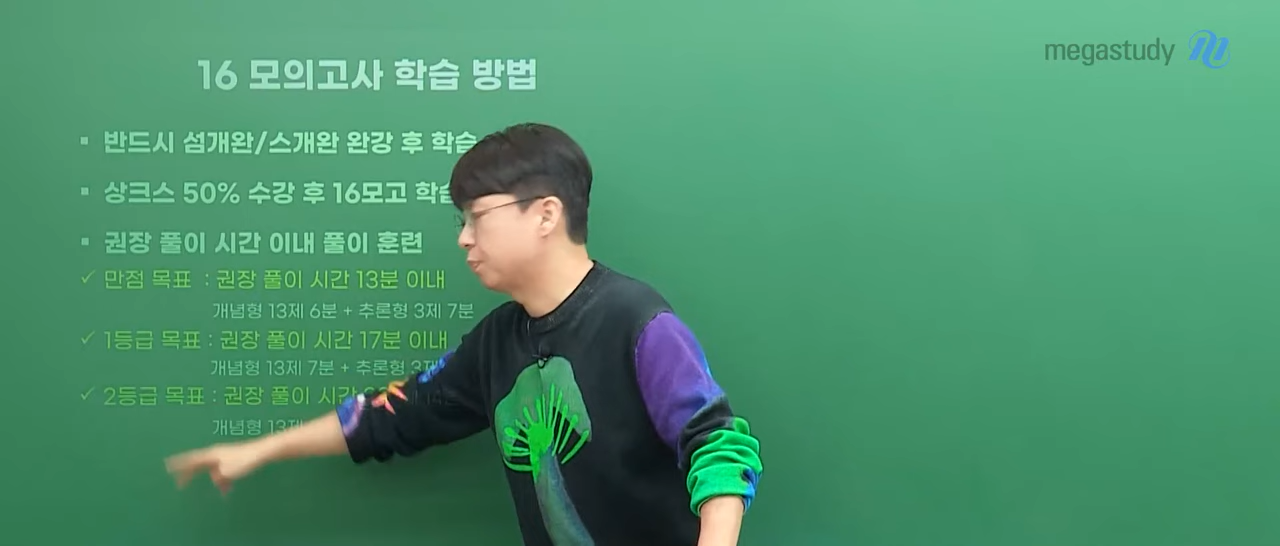 megastudy
16 모의고사 학습 방법
▪ 반드시 섬개완/스개완 완강 후 학습
▪ 상크스 50% 수강 후 16모고
▪ 권장 풀이 시간 이내 풀이 훈련
✓ 만점 목표 : 권장 풀이 시간 13분 이내
개념형 13제 6분 + 추론형 3제 7분
✓ 1등급 목표 : 권장 풀이 시간 17분 이내
개념형 13제 7분 + 추론형
✓ 2등급 목표 : 권장 풀이 시간
개념형 13제